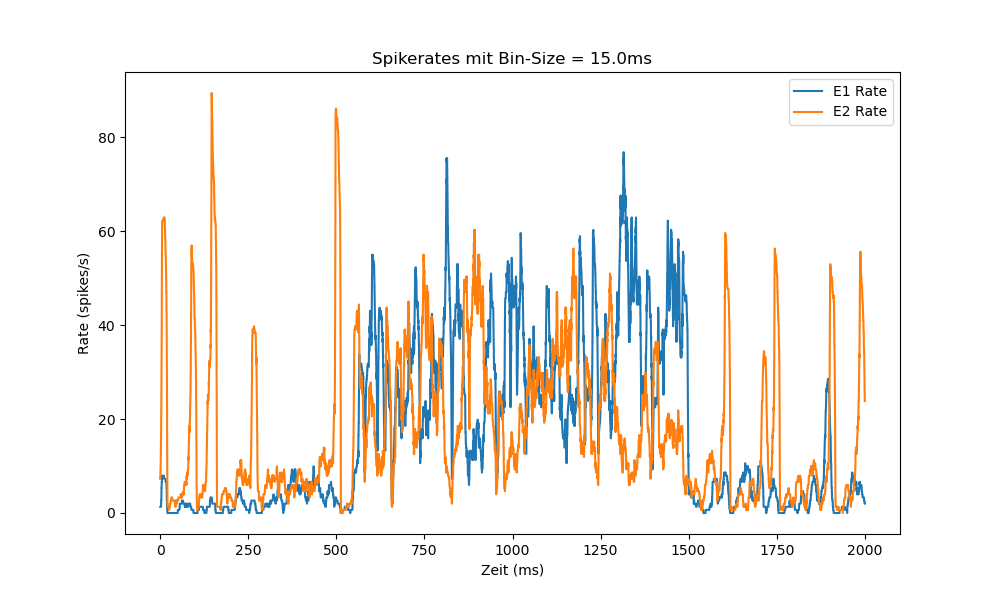 Spikerates mit Bin-Size = 15.0ms
E1 Rate
E2 Rate
Rate (spikes/s)
80
60
40
20
0
0 250 500 750 1000 1250 1500 1750 2000
Zeit (ms)